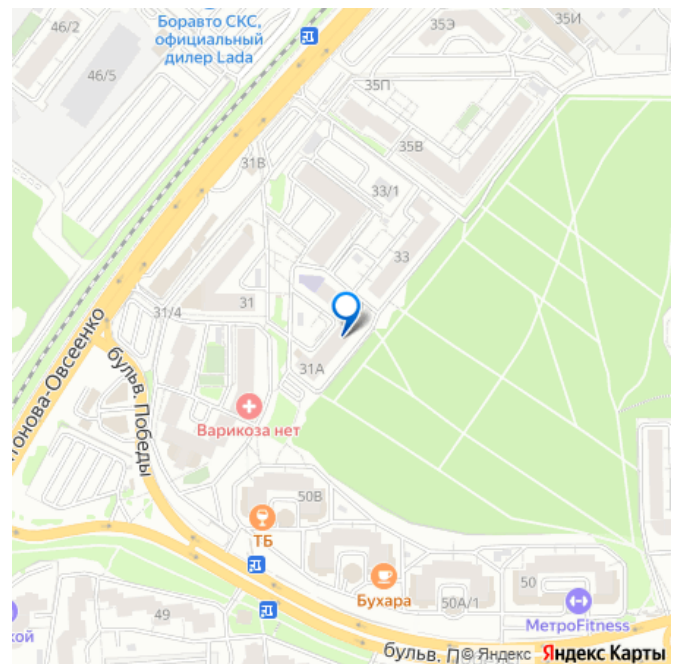 46/2
Боравто СКС,
официальный
дилер Lada
35Э
35И
46/5
35П
31В
35В
33/1
33
31/4
31
31А
тонова-Овсеенко
бульв. Победы
Варикоза нет
50В
ТБ
Бухара
50А/1
50
MetroFitness
49
кой
бульв. П
© Яндекс Яндекс Карты